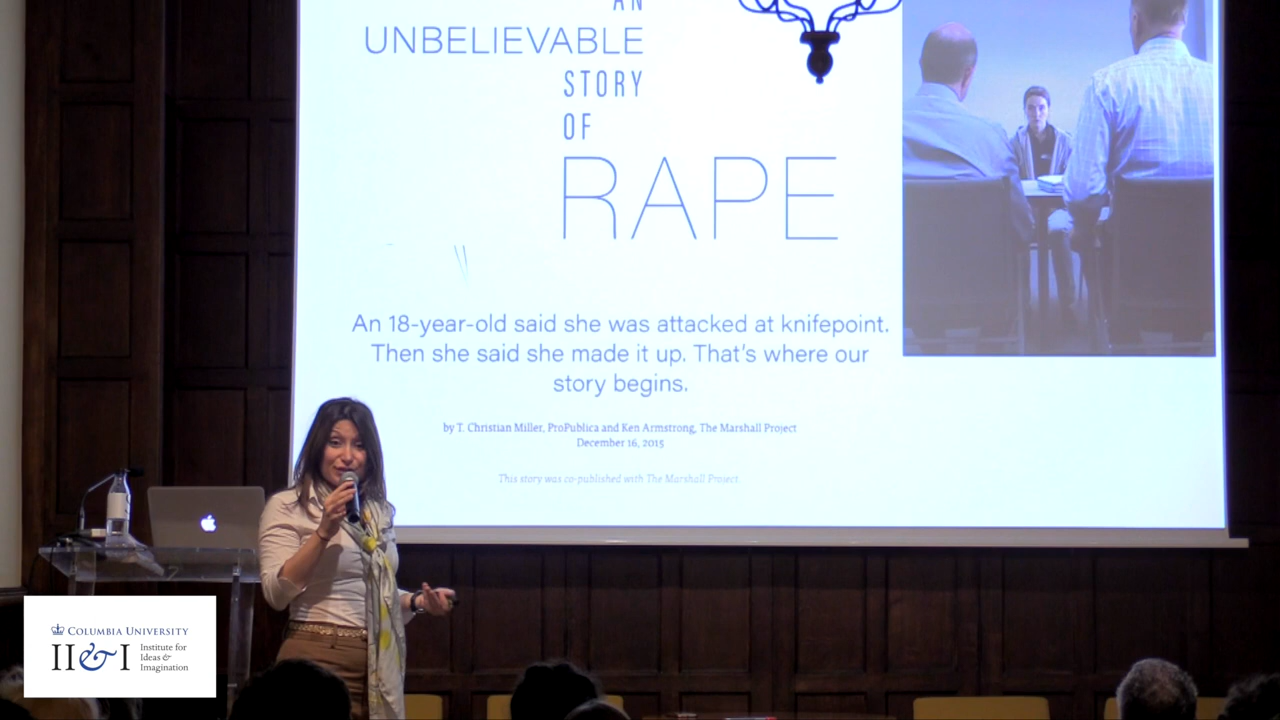 AN
UNBELIEVABLE
STORY
OF
RAPE
An 18-year-old said she was attacked at knifepoint.
Then she said she made it up. That's where our
story begins.
by T. Christian Miller, ProPublica and Ken Armstrong, The Marshall Project
December 16, 2015
This story was co-published with The Marshall Project.
COLUMBIA UNIVERSITY
II&I
Institute for
Ideas &
Imagination